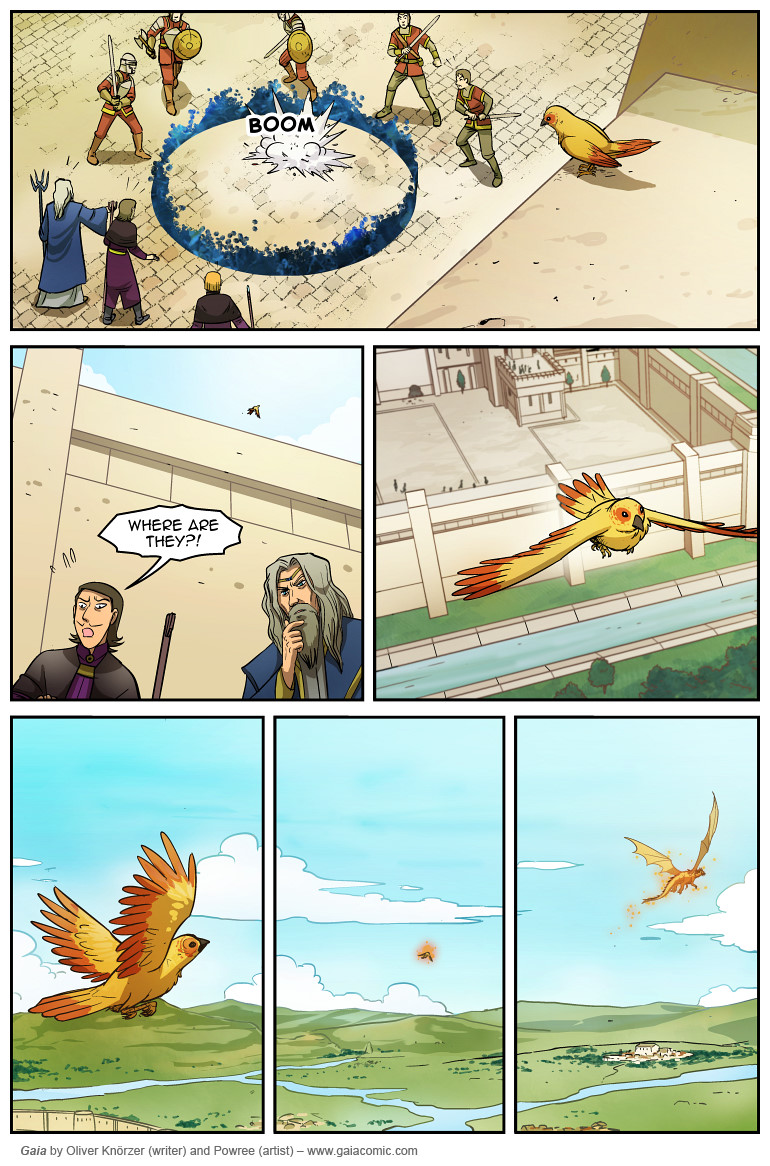 BOOM
WHERE ARE
THEY?!
Gaia by Oliver Knörzer (writer) and Powree (artist) – www.gaiacomic.com